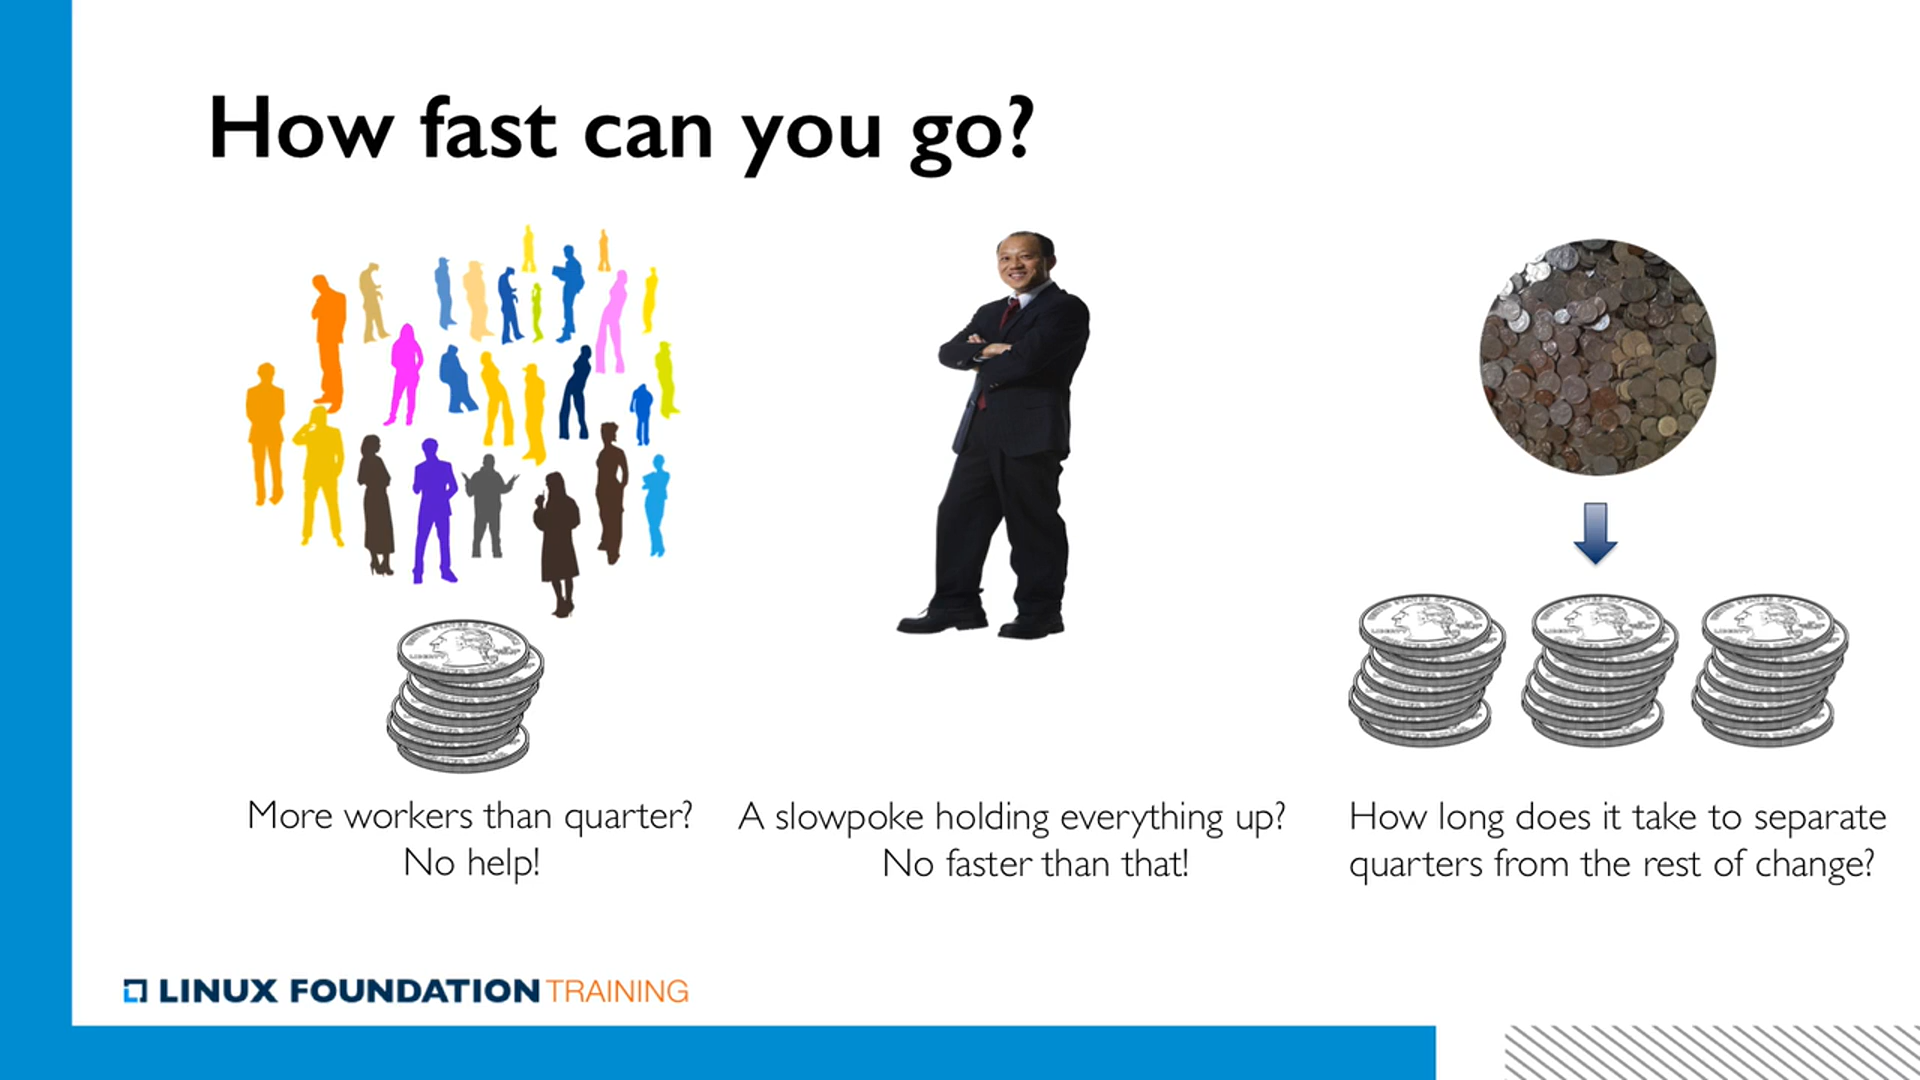 How fast can you go?
More workers than quarter?
No help!
A slowpoke holding everything up?
No faster than that!
How long does it take to separate
quarters from the rest of change?
LINUX FOUNDATION TRAINING